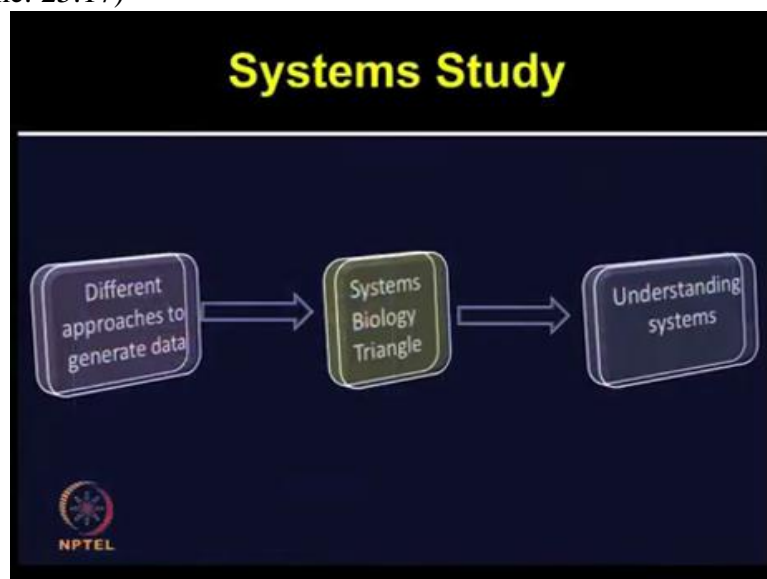 Systems Study
Different
approaches to
generate data
Systems
Biology
Triangle
Understanding
systems
NPTEL